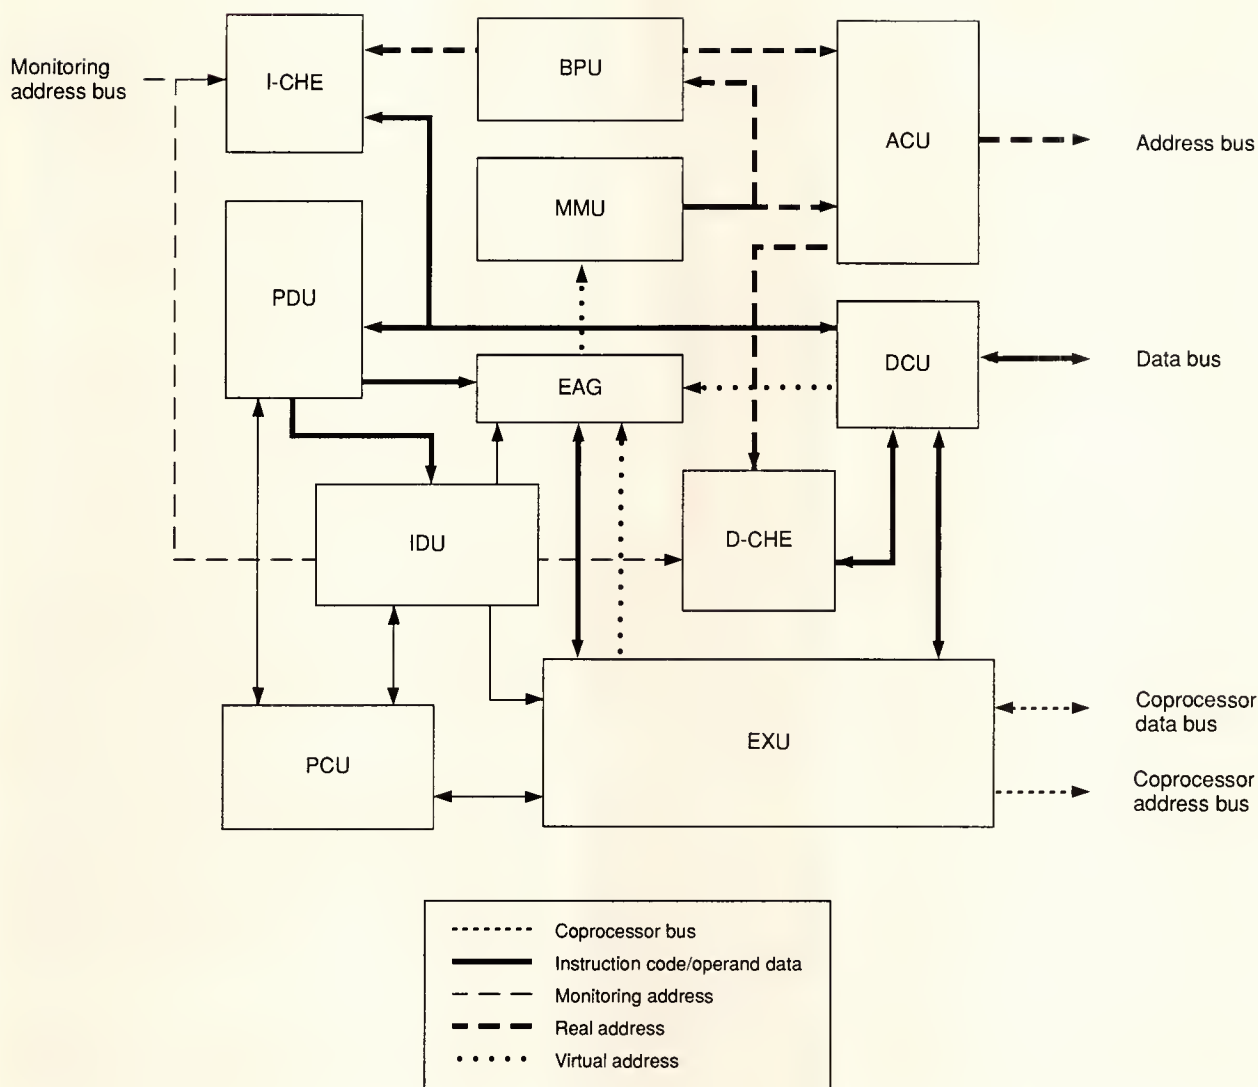 Monitoring
address bus
I-CHE
BPU
ACU
Address bus
MMU
PDU
DCU
Data bus
EAG
IDU
D-CHE
PCU
EXU
Coprocessor
data bus
Coprocessor
address bus
Coprocessor bus
Instruction code/operand data
Monitoring address
Real address
Virtual address